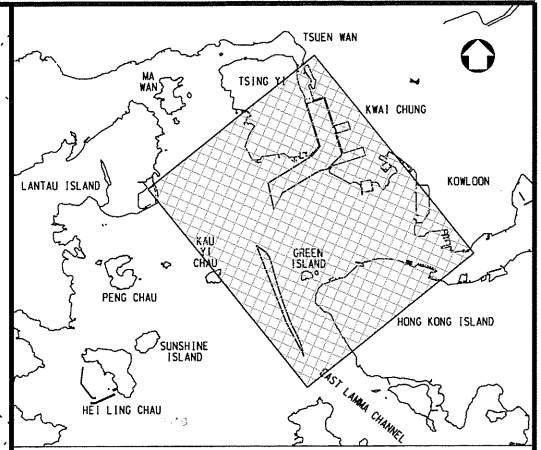 TSUEN WAN
MA
WAN
TSING YI
KWAI CHUNG
LANTAU ISLAND
KOWLOON
KAU
YI
CHAU
GREEN
ISLAND
PENG CHAU
HONG KONG ISLAND
SUNSHINE
ISLAND
EAST LAMMA CHANNEL
HEI LING CHAU